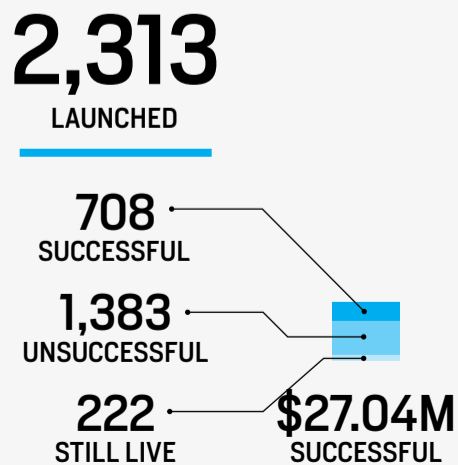 2,313
LAUNCHED
708
SUCCESSFUL
1,383
UNSUCCESSFUL
222
STILL LIVE
$27.04M
SUCCESSFUL